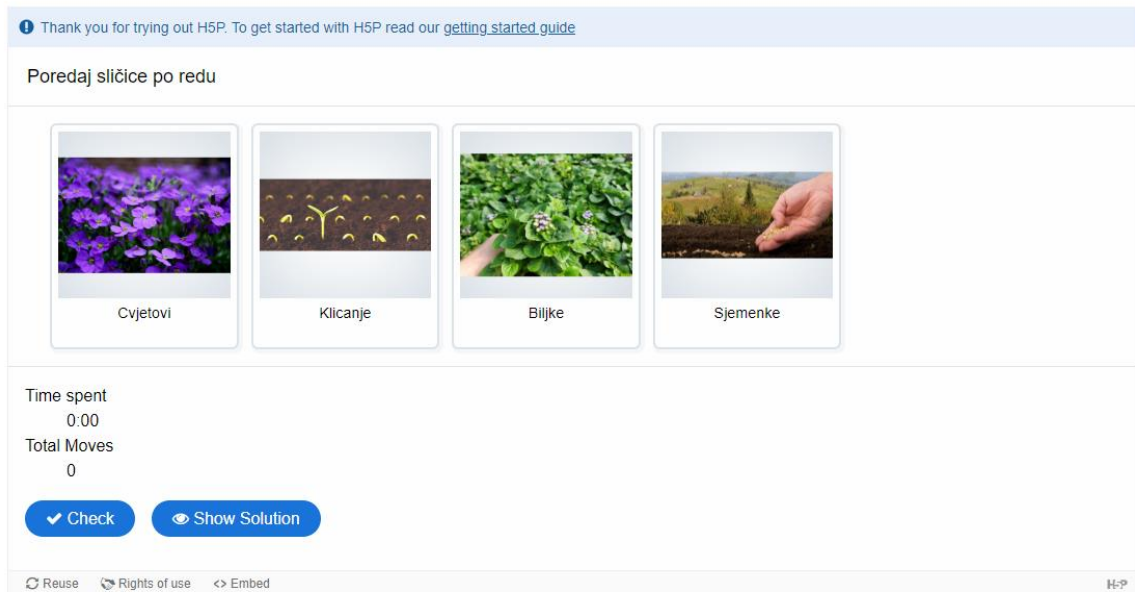 Thank you for trying out H5P. To get started with H5P read our getting started guide
Poredaj sličice po redu
Cvjetovi
Klicanje
Biljke
Sjemenke
Time spent
0:00
Total Moves
0
Check
Show Solution
Reuse
Rights of use
<> Embed
H-P